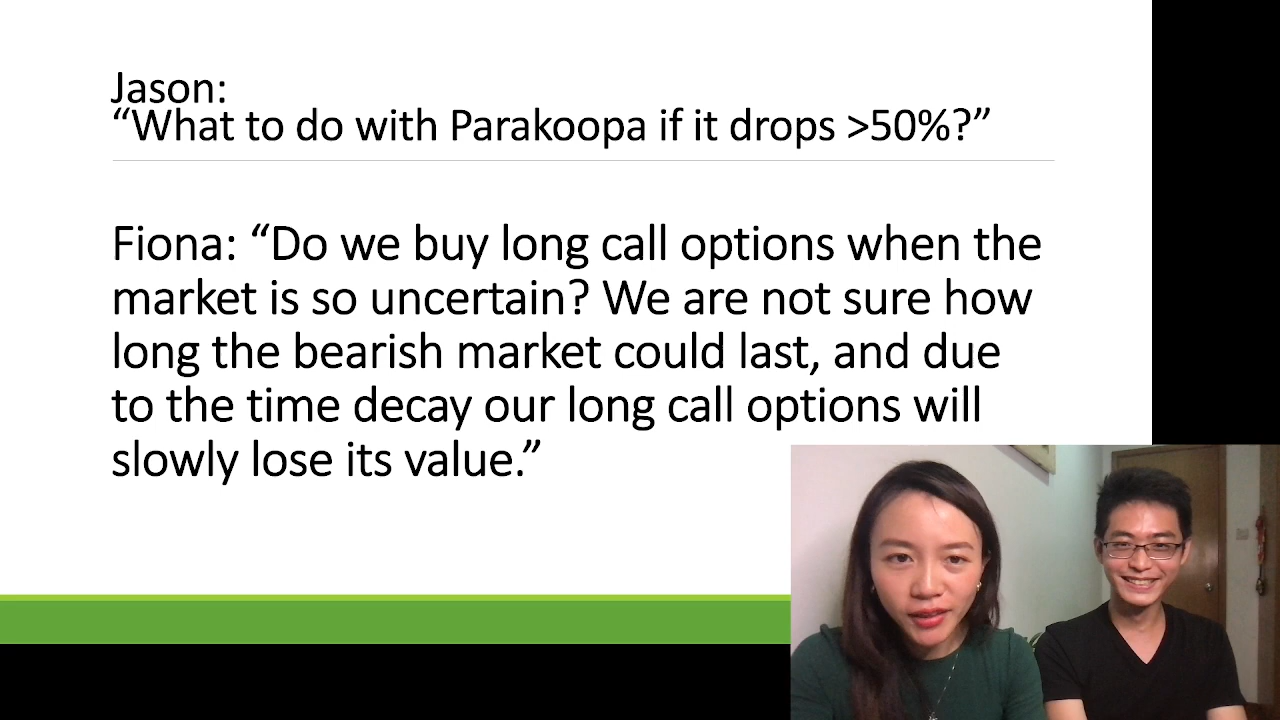 Jason:
“What to do with Parakoopa if it drops >50%?”
Fiona: “Do we buy long call options when the
market is so uncertain? We are not sure how
long the bearish market could last, and due
to the time decay our long call options will
slowly lose its value.”